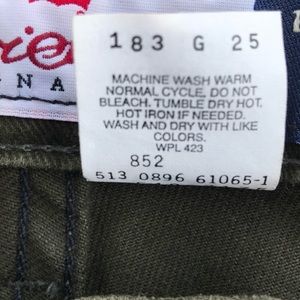 183 G 25
MACHINE WASH WARM
NORMAL CYCLE. DO NOT
BLEACH. TUMBLE DRY HOT.
HOT IRON IF NEEDED.
WASH AND DRY WITH LIKE
COLORS.
WPL 423
852
513 0896 61065-1